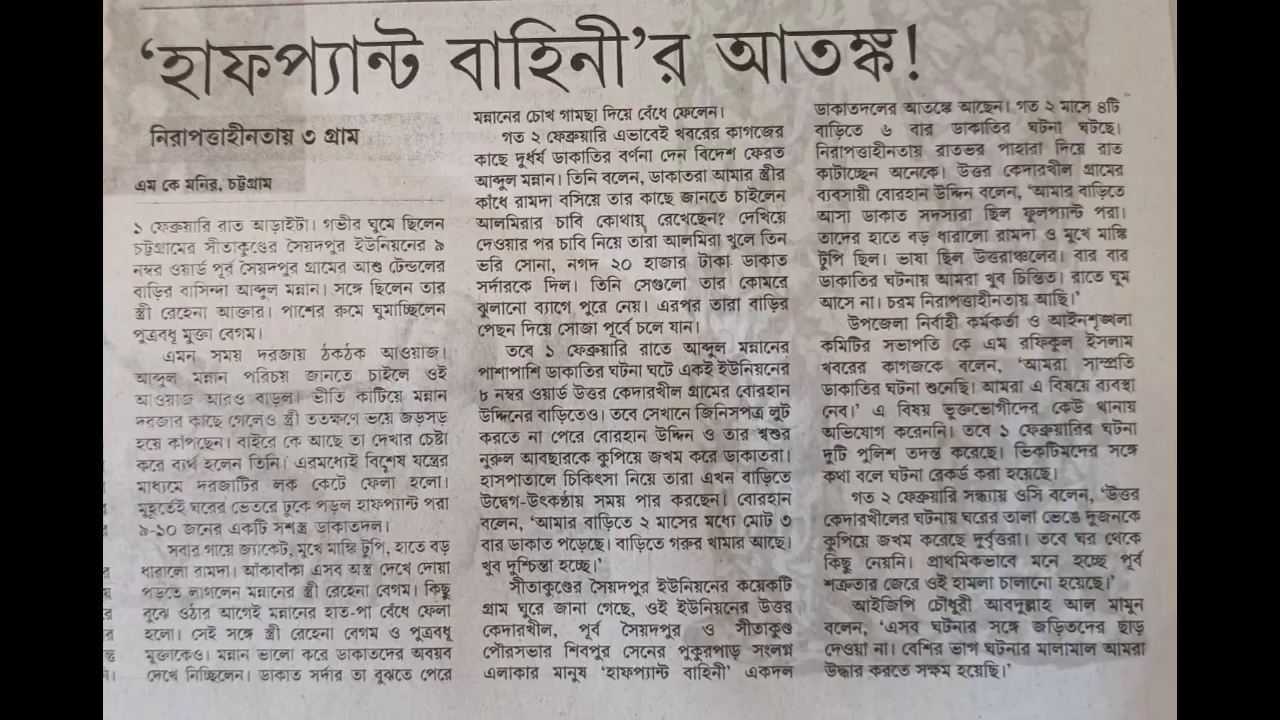 ‘হাফপ্যান্ট বাহিনী’র আতঙ্ক!
নিরাপত্তাহীনতায় ৩ গ্রাম
এম কে মনির, চট্টগ্রাম
১ ফেব্রুয়ারি রাত আড়াইটা। গভীর ঘুমে ছিলেন
চট্টগ্রামের সীতাকুণ্ডের সৈয়দপুর ইউনিয়নের ৯
নম্বর ওয়ার্ড পূর্ব সৈয়দপুর গ্রামের আশু টেন্ডলের
বাড়ির বাসিন্দা আব্দুল মন্নান। সঙ্গে ছিলেন তার
স্ত্রী রেহেনা আক্তার। পাশের রুমে ঘুমাচ্ছিলেন
পুত্রবধূ মুক্তা বেগম।
এমন সময় দরজায় ঠকঠক আওয়াজ।
আব্দুল মন্নান পরিচয় জানতে চাইলে ওই
আওয়াজ আরও বাড়ল। ভীতি কাটিয়ে মন্নান
দরজার কাছে গেলেও স্ত্রী ততক্ষণে ভয়ে জড়সড়
হয়ে কাঁপছেন। বাইরে কে আছে তা দেখার চেষ্টা
করে ব্যর্থ হলেন তিনি। এরমধ্যেই বিশেষ যন্ত্রের
মাধ্যমে দরজাটির লক কেটে ফেলা হলো।
মুহূর্তেই ঘরের ভেতরে ঢুকে পড়ল হাফপ্যান্ট পরা
৯-১০ জনের একটি সশস্ত্র ডাকাতদল।
সবার গায়ে জ্যাকেট, মুখে মাঙ্কি টুপি, হাতে বড়
ধারালো রামদা। আঁকাবাঁকা এসব অস্ত্র দেখে দোয়া
পড়তে লাগলেন মন্নানের স্ত্রী রেহেনা বেগম। কিছু
বুঝে ওঠার আগেই মন্নানের হাত-পা বেঁধে ফেলা
হলো। সেই সঙ্গে স্ত্রী রেহেনা বেগম ও পুত্রবধূ
মুক্তাকেও। মন্নান ভালো করে ডাকাতদের অবয়ব
দেখে নিচ্ছিলেন। ডাকাত সর্দার তা বুঝতে পেরে
মন্নানের চোখ গামছা দিয়ে বেঁধে ফেলেন।
গত ২ ফেব্রুয়ারি এভাবেই খবরের কাগজের
কাছে দুর্ধর্ষ ডাকাতির বর্ণনা দেন বিদেশ ফেরত
আব্দুল মন্নান। তিনি বলেন, ডাকাতরা আমার স্ত্রীর
কাঁধে রামদা বসিয়ে তার কাছে জানতে চাইলেন
আলমিরার চাবি কোথায় রেখেছেন? দেখিয়ে
দেওয়ার পর চাবি নিয়ে তারা আলমিরা খুলে তিন
ভরি সোনা, নগদ ২০ হাজার টাকা ডাকাত
সর্দারকে দিল। তিনি সেগুলো তার কোমরে
ঝুলানো ব্যাগে পুরে নেয়। এরপর তারা বাড়ির
পেছন দিয়ে সোজা পূর্বে চলে যান।
তবে ১ ফেব্রুয়ারি রাতে আব্দুল মন্নানের
পাশাপাশি ডাকাতির ঘটনা ঘটে একই ইউনিয়নের
৮ নম্বর ওয়ার্ড উত্তর কেদারখীল গ্রামের বোরহান
উদ্দিনের বাড়িতেও। তবে সেখানে জিনিসপত্র লুট
করতে না পেরে বোরহান উদ্দিন ও তার শ্বশুর
নুরুল আবছারকে কুপিয়ে জখম করে ডাকাতরা।
হাসপাতালে চিকিৎসা নিয়ে তারা এখন বাড়িতে
উদ্বেগ-উৎকণ্ঠায় সময় পার করছেন। বোরহান
বলেন, ‘আমার বাড়িতে ২ মাসের মধ্যে মোট ৩
বার ডাকাত পড়েছে। বাড়িতে গরুর খামার আছে।
খুব দুশ্চিন্তা হচ্ছে।’
সীতাকুণ্ডের সৈয়দপুর ইউনিয়নের কয়েকটি
গ্রাম ঘুরে জানা গেছে, ওই ইউনিয়নের উত্তর
কেদারখীল, পূর্ব সৈয়দপুর ও সীতাকুণ্ড
পৌরসভার শিবপুর সেনের পুকুরপাড় সংলগ্ন
এলাকার মানুষ ‘হাফপ্যান্ট বাহিনী’ একদল
ডাকাতদলের আতঙ্কে আছেন। গত ২ মাসে ৪টি
বাড়িতে ৬ বার ডাকাতির ঘটনা ঘটছে।
নিরাপত্তাহীনতায় রাতভর পাহারা দিয়ে রাত
কাটাচ্ছেন অনেকে। উত্তর কেদারখীল গ্রামের
ব্যবসায়ী বোরহান উদ্দিন বলেন, ‘আমার বাড়িতে
আসা ডাকাত সদস্যরা ছিল ফুলপ্যান্ট পরা।
তাদের হাতে বড় ধারালো রামদা ও মুখে মাঙ্কি
টুপি ছিল। ভাষা ছিল উত্তরাঞ্চলের। বার বার
ডাকাতির ঘটনায় আমরা খুব চিন্তিত। রাতে ঘুম
আসে না। চরম নিরাপত্তাহীনতায় আছি।’
উপজেলা নির্বাহী কর্মকর্তা ও আইনশৃঙ্খলা
কমিটির সভাপতি কে এম রফিকুল ইসলাম
খবরের কাগজকে বলেন, ‘আমরা সাম্প্রতি
ডাকাতির ঘটনা শুনেছি। আমরা এ বিষয়ে ব্যবস্থা
নেব।’ এ বিষয় ভুক্তভোগীদের কেউ থানায়
অভিযোগ করেননি। তবে ১ ফেব্রুয়ারির ঘটনা
দুটি পুলিশ তদন্ত করেছে। ভিকটিমদের সঙ্গে
কথা বলে ঘটনা রেকর্ড করা হয়েছে।
গত ২ ফেব্রুয়ারি সন্ধ্যায় ওসি বলেন, ‘উত্তর
কেদারখীলের ঘটনায় ঘরের তালা ভেঙে দুজনকে
কুপিয়ে জখম করেছে দুর্বৃত্তরা। তবে ঘর থেকে
কিছু নেয়নি। প্রাথমিকভাবে মনে হচ্ছে পূর্ব
শত্রুতার জেরে ওই হামলা চালানো হয়েছে।’
আইজিপি চৌধুরী আবদুল্লাহ আল মামুন
বলেন, ‘এসব ঘটনার সঙ্গে জড়িতদের ছাড়
দেওয়া না। বেশির ভাগ ঘটনার মালামাল আমরা
উদ্ধার করতে সক্ষম হয়েছি।’